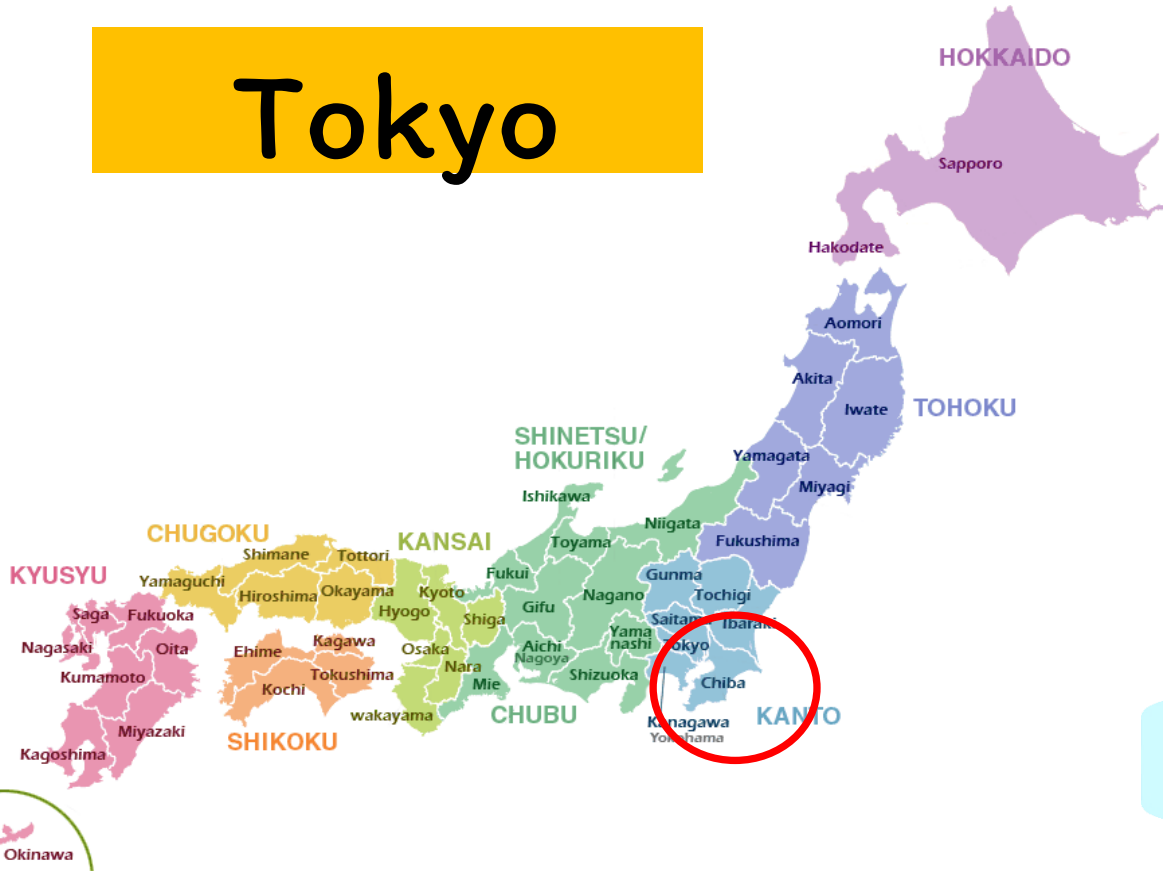 Tokyo
HOKKAIDO
Sapporo
Hakodate
Aomori
Akita
Iwate
TOHOKU
Yamagata
Miyagi
Fukushima
SHINETSU/
HOKURIKU
Ishikawa
Niigata
Toyama
Fukui
Nagano
Gifu
Yama
nashi
Aichi
Nagoya
Shizuoka
Mie
CHUBU
Gunma
Tochigi
Saitama
Ibaraki
Tokyo
Chiba
Kanagawa
Yokohama
KANTO
KANSAI
Kyoto
Hyogo
Shiga
Osaka
Nara
wakayama
CHUGOKU
Shimane
Tottori
Yamaguchi
Hiroshima
Okayama
SHIKOKU
Ehime
Kagawa
Tokushima
Kochi
KYUSYU
Saga
Fukuoka
Nagasaki
Oita
Kumamoto
Miyazaki
Kagoshima
Okinawa